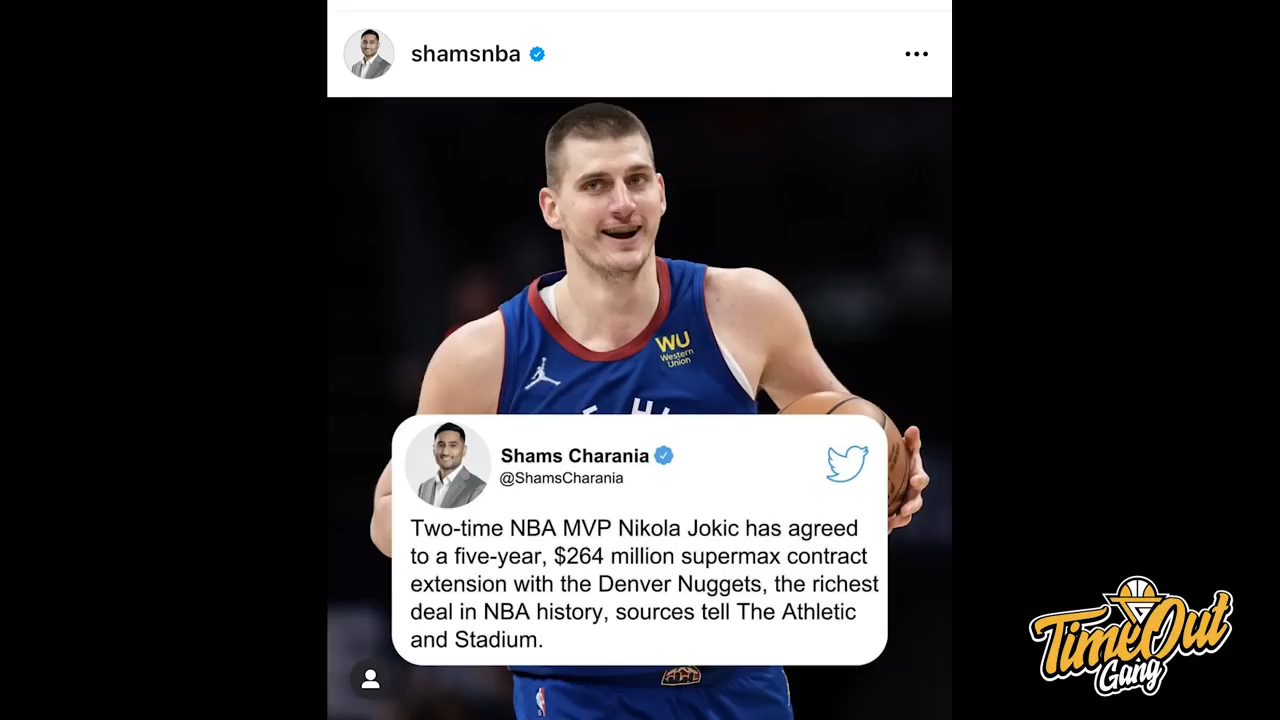 shamsnba
WU
Western
Union
Shams Charania
@ShamsCharania
Two-time NBA MVP Nikola Jokic has agreed
to a five-year, $264 million supermax contract
extension with the Denver Nuggets, the richest
deal in NBA history, sources tell The Athletic
and Stadium.
TimeOut
Gang